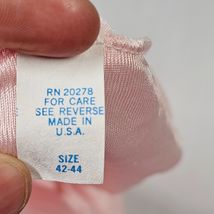 RN 20278
FOR CARE
SEE REVERSE
MADE IN
U.S.A.
SIZE
42-44